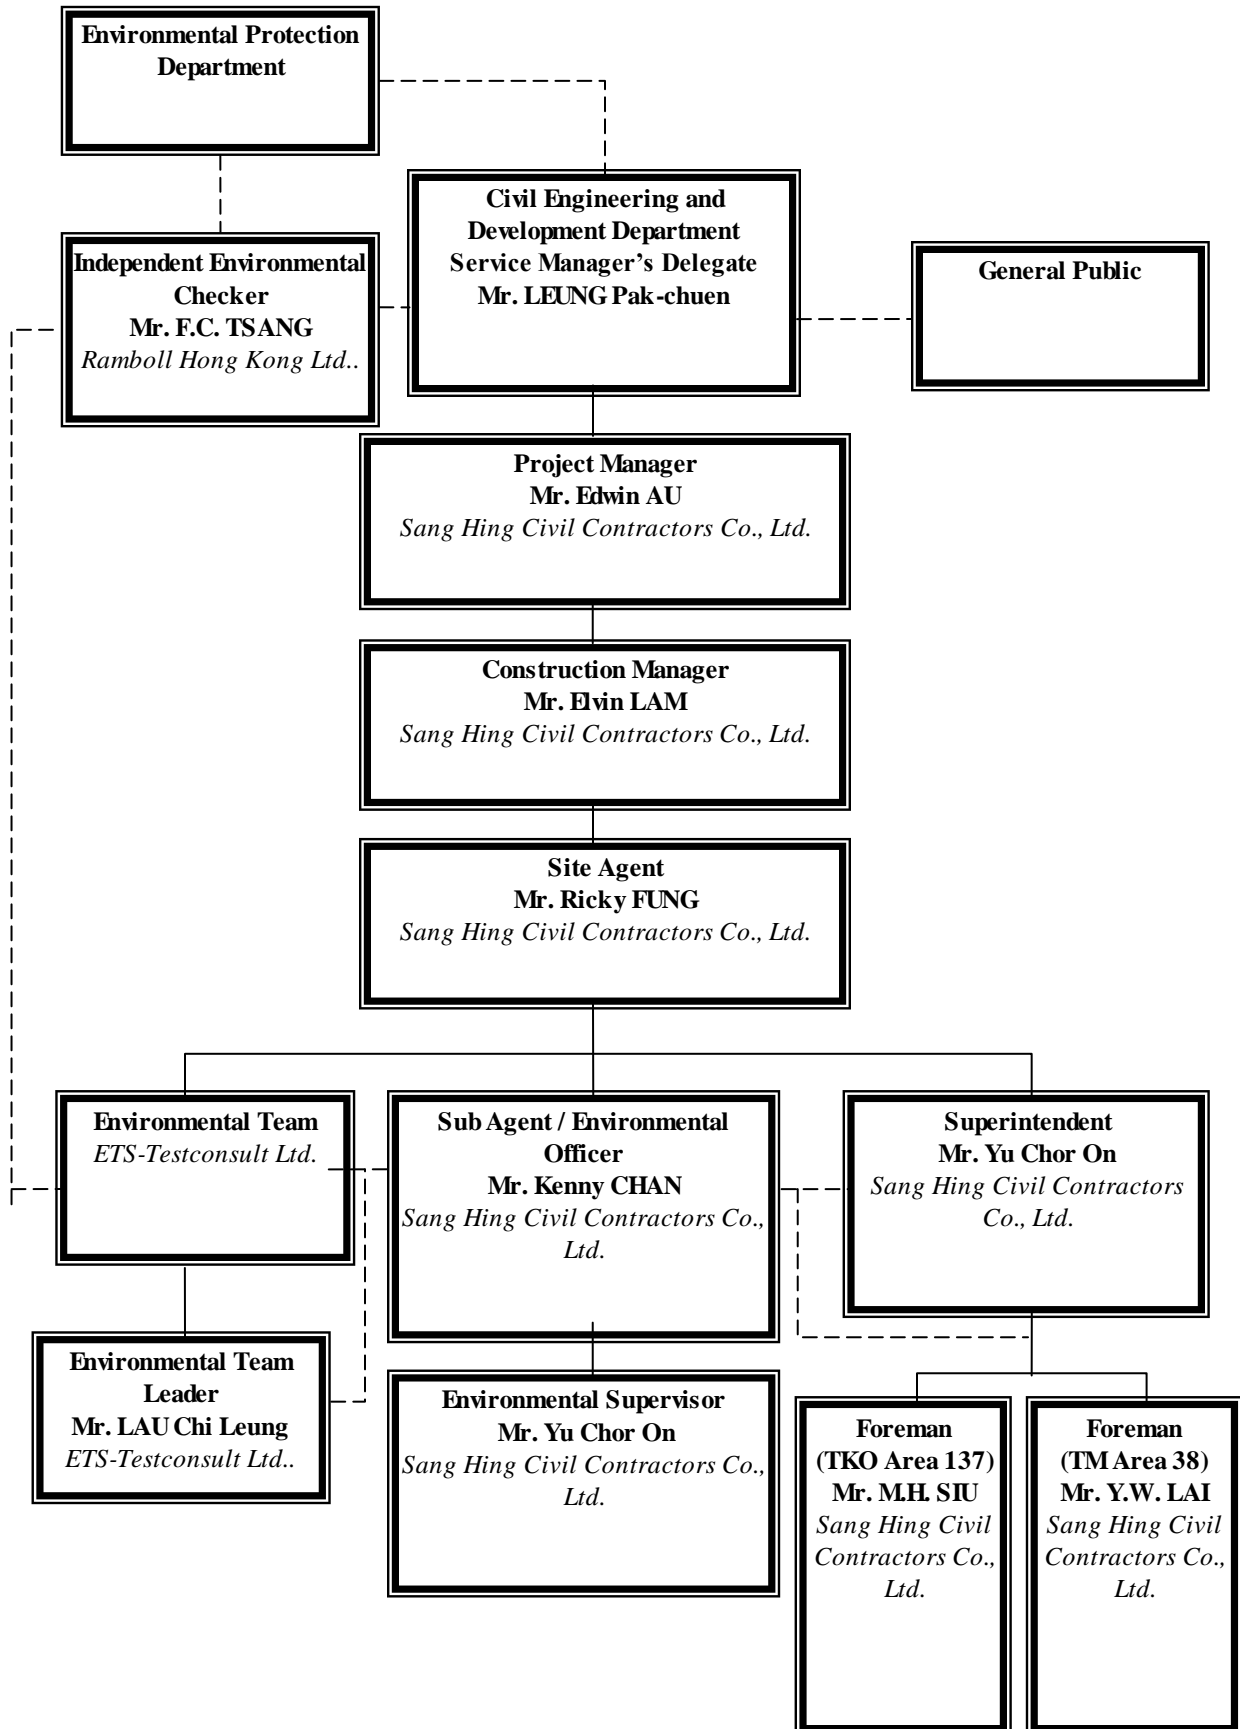 Environmental Protection
Department
Civil Engineering and
Development Department
Service Manager's Delegate
Mr. LEUNG Pak-chuen
Independent Environmental
Checker
Mr. F.C. TSANG
Ramboll Hong Kong Ltd..
General Public
Project Manager
Mr. Edwin AU
Sang Hing Civil Contractors Co., Ltd.
Construction Manager
Mr. Elvin LAM
Sang Hing Civil Contractors Co., Ltd.
Site Agent
Mr. Ricky FUNG
Sang Hing Civil Contractors Co., Ltd.
Environmental Team
ETS-Testconsult Ltd.
Sub Agent / Environmental
Officer
Mr. Kenny CHAN
Sang Hing Civil Contractors Co.,
Ltd.
Superintendent
Mr. Yu Chor On
Sang Hing Civil Contractors
Co., Ltd.
Environmental Team
Leader
Mr. LAU Chi Leung
ETS-Testconsult Ltd..
Environmental Supervisor
Mr. Yu Chor On
Sang Hing Civil Contractors Co.,
Ltd.
Foreman
(TKO Area 137)
Mr. M.H. SIU
Sang Hing Civil
Contractors Co.,
Ltd.
Foreman
(TM Area 38)
Mr. Y.W. LAI
Sang Hing Civil
Contractors Co.,
Ltd.